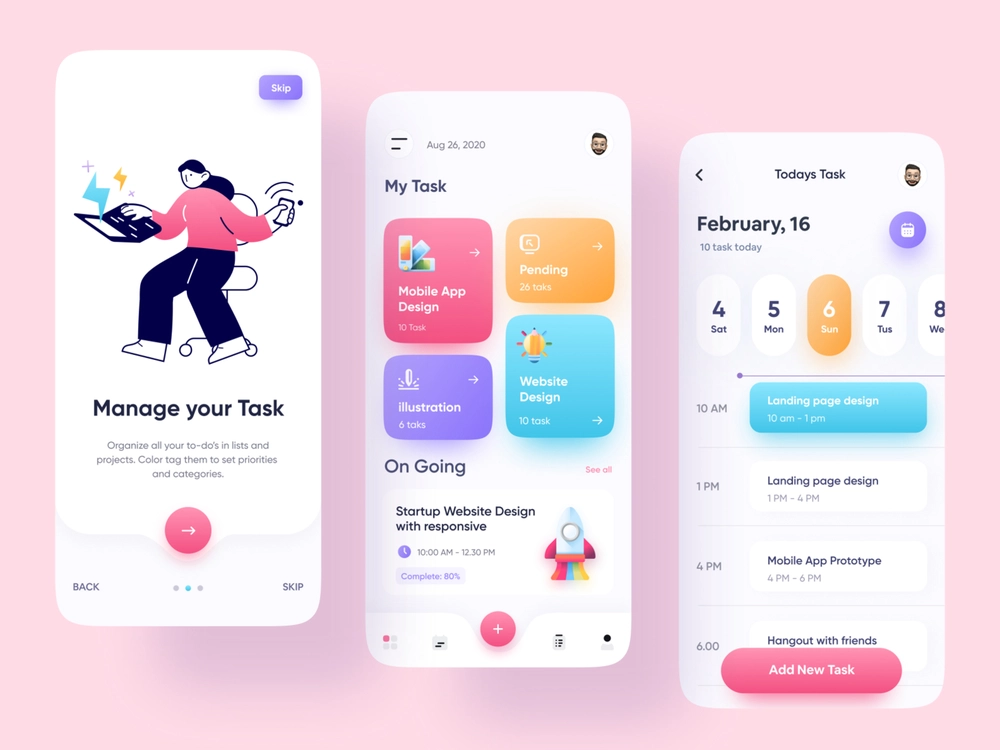 Skip
Manage your Task
Organize all your to-do's in lists and
projects. Color tag them to set priorities
and categories.
BACK
SKIP
Aug 26, 2020
My Task
Mobile App
Design
10 Task
Pending
26 taks
illustration
6 taks
Website
Design
10 task
On Going
See all
Startup Website Design
with responsive
10:00 AM - 12.30 PM
Complete: 80%
Todays Task
February, 16
10 task today
4 5 6 7 8
Sat Mon Sun Tus We
10 AM
Landing page design
10 am - 1 pm
1 PM
Landing page design
1 PM - 4 PM
4 PM
Mobile App Prototype
4 PM - 6 PM
6.00
Hangout with friends
Add New Task